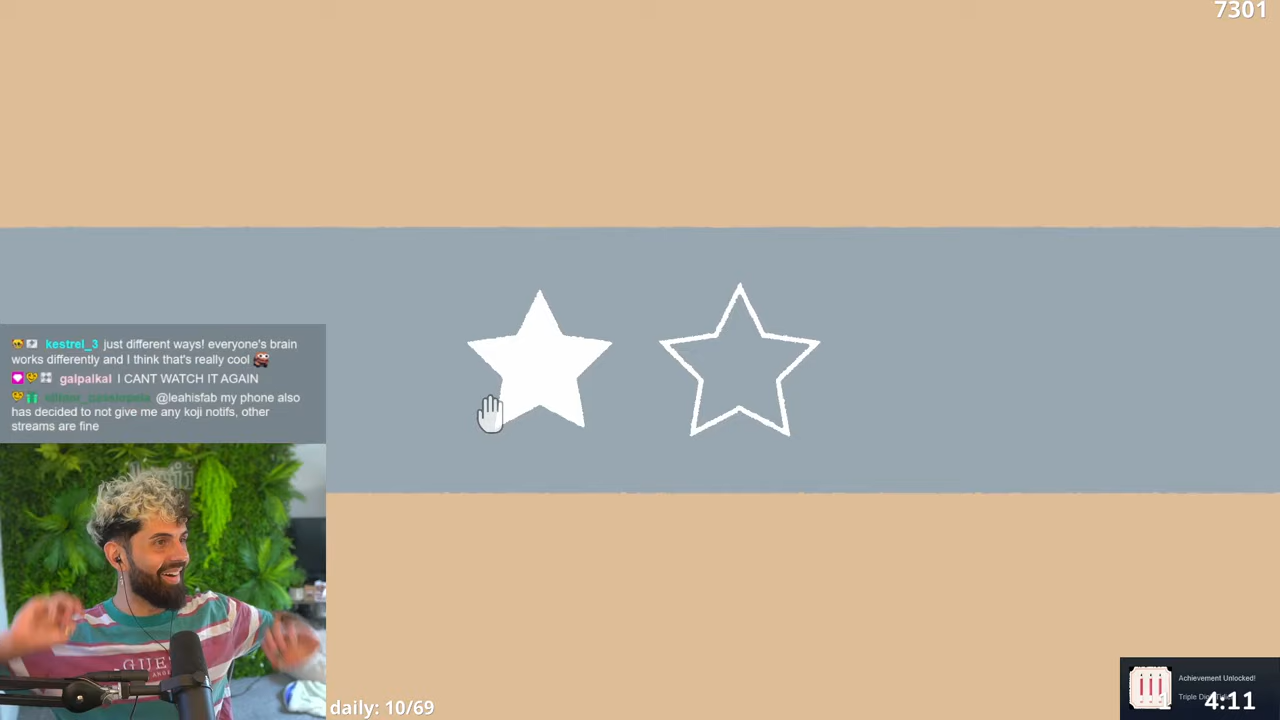 7301
kestrel_3 just different ways! everyone's brain
works differently and I think that's really cool
galpalkal I CANT WATCH IT AGAIN
@leahisfab my phone also
has decided to not give me any koji notifs, other
streams are fine
GUES
Achievement Unlocked!
4:11
daily: 10/69